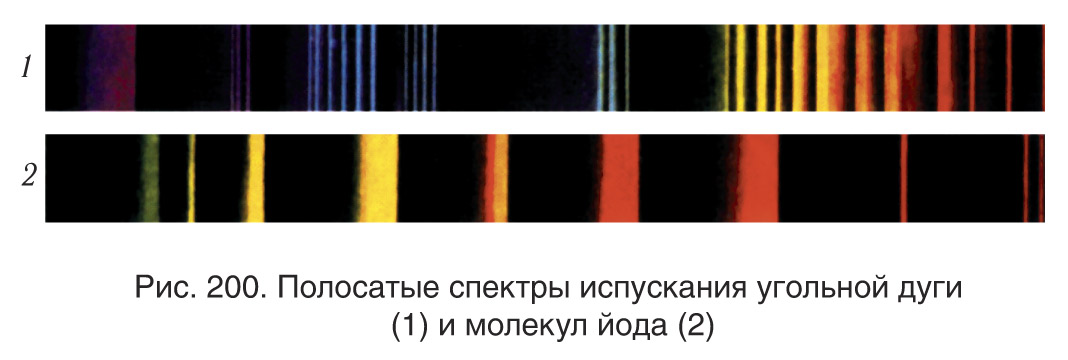 1
2
Рис. 200. Полосатые спектры испускания угольной дуги
(1) и молекул йода (2)